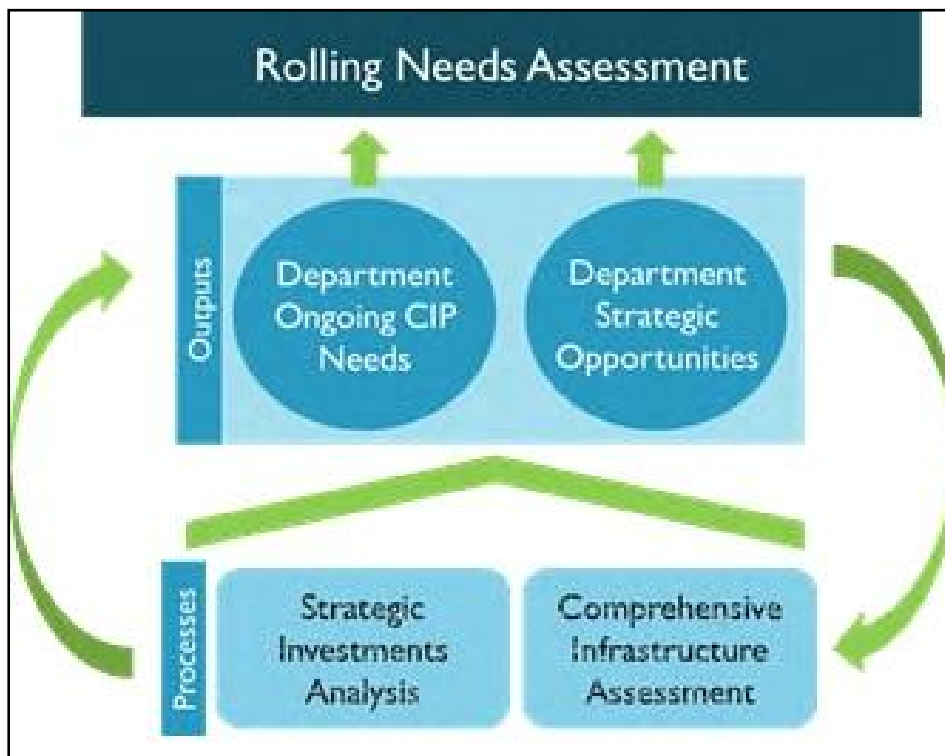 Rolling Needs Assessment
Outputs
Department
Ongoing CIP
Needs
Department
Strategic
Opportunities
Processes
Strategic
Investments
Analysis
Comprehensive
Infrastructure
Assessment